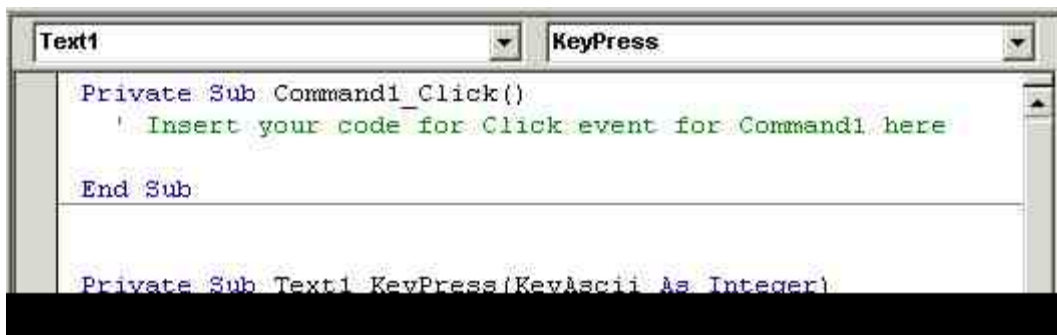 Text1 KeyPress
Private Sub Command1_Click()
' Insert your code for Click event for Command1 here
End Sub
Private Sub Text1_KeyPress(KeyAscii As Integer)